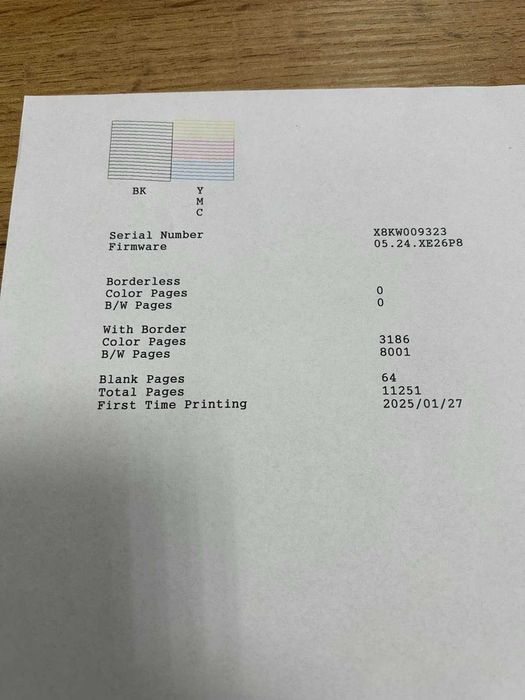 BK Y
M
C
Serial Number X8KW009323
Firmware 05.24.XE26P8
Borderless
Color Pages 0
B/W Pages 0
With Border
Color Pages 3186
B/W Pages 8001
Blank Pages 64
Total Pages 11251
First Time Printing 2025/01/27